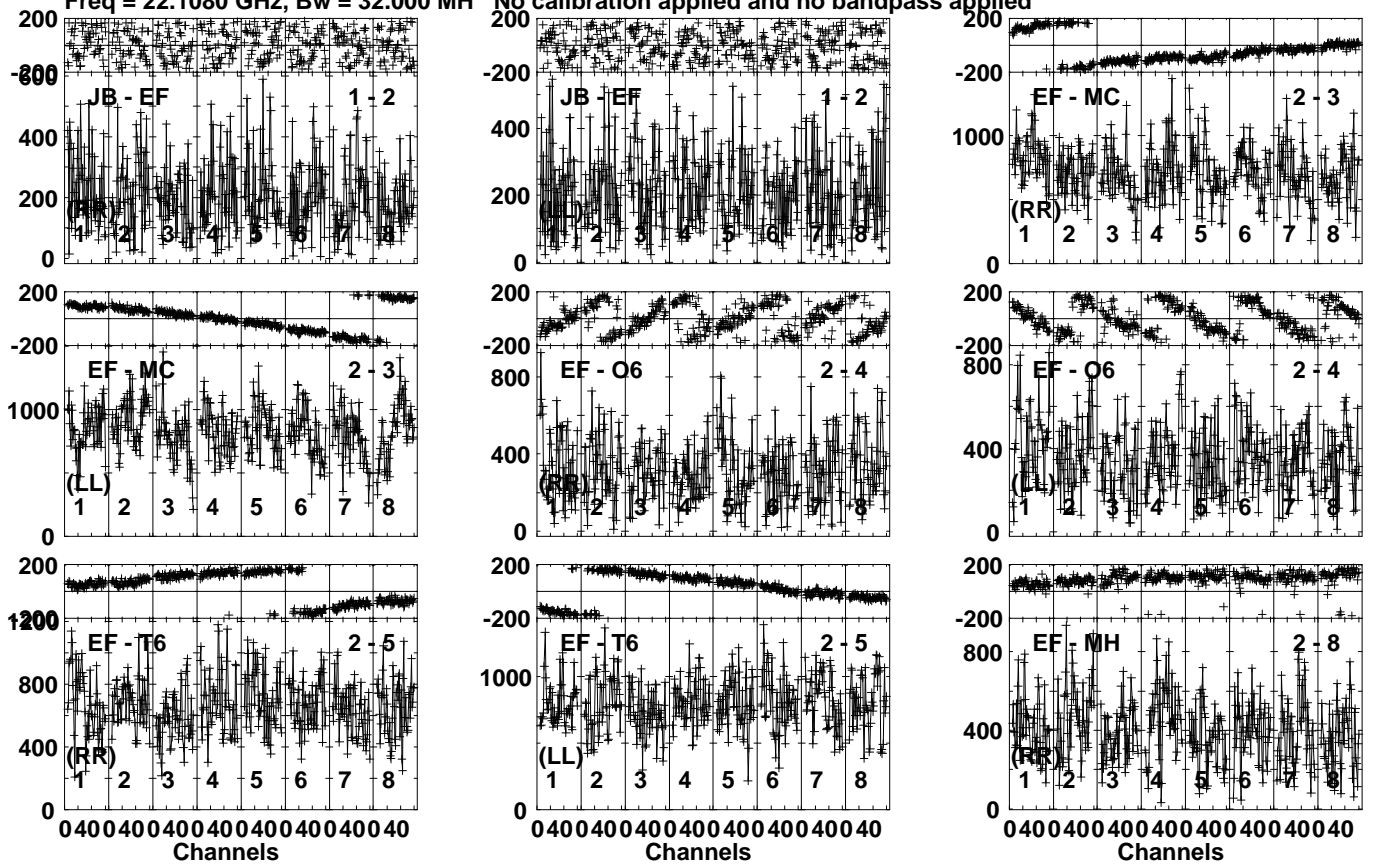 Freq = 22.1080 GHz, Bw = 32.000 MH No calibration applied and no bandpass applied
200
-200
600
400
200
0
JB - EF 1 - 2
(RR)
1 2 3 4 5 6 7 8
200
-200
400
200
0
JB - EF 1 - 2
(LL)
1 2 3 4 5 6 7 8
200
-200
1000
0
EF - MC 2 - 3
(RR)
1 2 3 4 5 6 7 8
200
-200
1000
0
EF - MC 2 - 3
(LL)
1 2 3 4 5 6 7 8
200
-200
800
400
0
EF - O6 2 - 4
(RR)
1 2 3 4 5 6 7 8
200
-200
800
400
0
EF - O6 2 - 4
(LL)
1 2 3 4 5 6 7 8
200
-200
1200
800
400
0
EF - T6 2 - 5
(RR)
1 2 3 4 5 6 7 8
200
-200
1000
0
EF - T6 2 - 5
(LL)
1 2 3 4 5 6 7 8
200
-200
800
400
0
EF - MH 2 - 8
(RR)
1 2 3 4 5 6 7 8
0 40 0 40 0 40 0 40 0 40 0 40 0 40 0 40
Channels
0 40 0 40 0 40 0 40 0 40 0 40 0 40 0 40
Channels
0 40 0 40 0 40 0 40 0 40 0 40 0 40 0 40
Channels